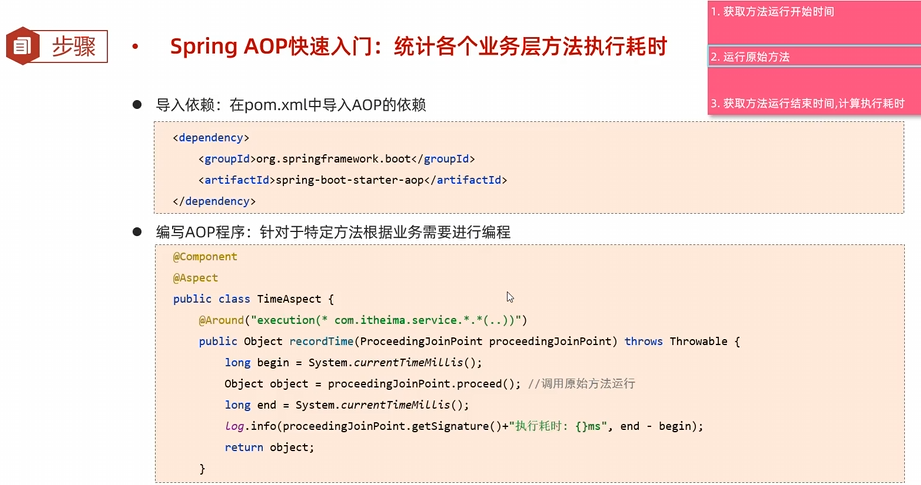 步骤
• Spring AOP快速入门：统计各个业务层方法执行耗时
1. 获取方法运行开始时间
2. 运行原始方法
3. 获取方法运行结束时间,计算执行耗时
● 导入依赖：在pom.xml中导入AOP的依赖
<dependency>
    <groupId>org.springframework.boot</groupId>
    <artifactId>spring-boot-starter-aop</artifactId>
</dependency>
● 编写AOP程序：针对于特定方法根据业务需要进行编程
@Component
@Aspect
public class TimeAspect {
    @Around("execution(* com.itheima.service.*.*(..))")
    public Object recordTime(ProceedingJoinPoint proceedingJoinPoint) throws Throwable {
        long begin = System.currentTimeMillis();
        Object object = proceedingJoinPoint.proceed(); //调用原始方法运行
        long end = System.currentTimeMillis();
        log.info(proceedingJoinPoint.getSignature()+"执行耗时: {}ms", end - begin);
        return object;
    }